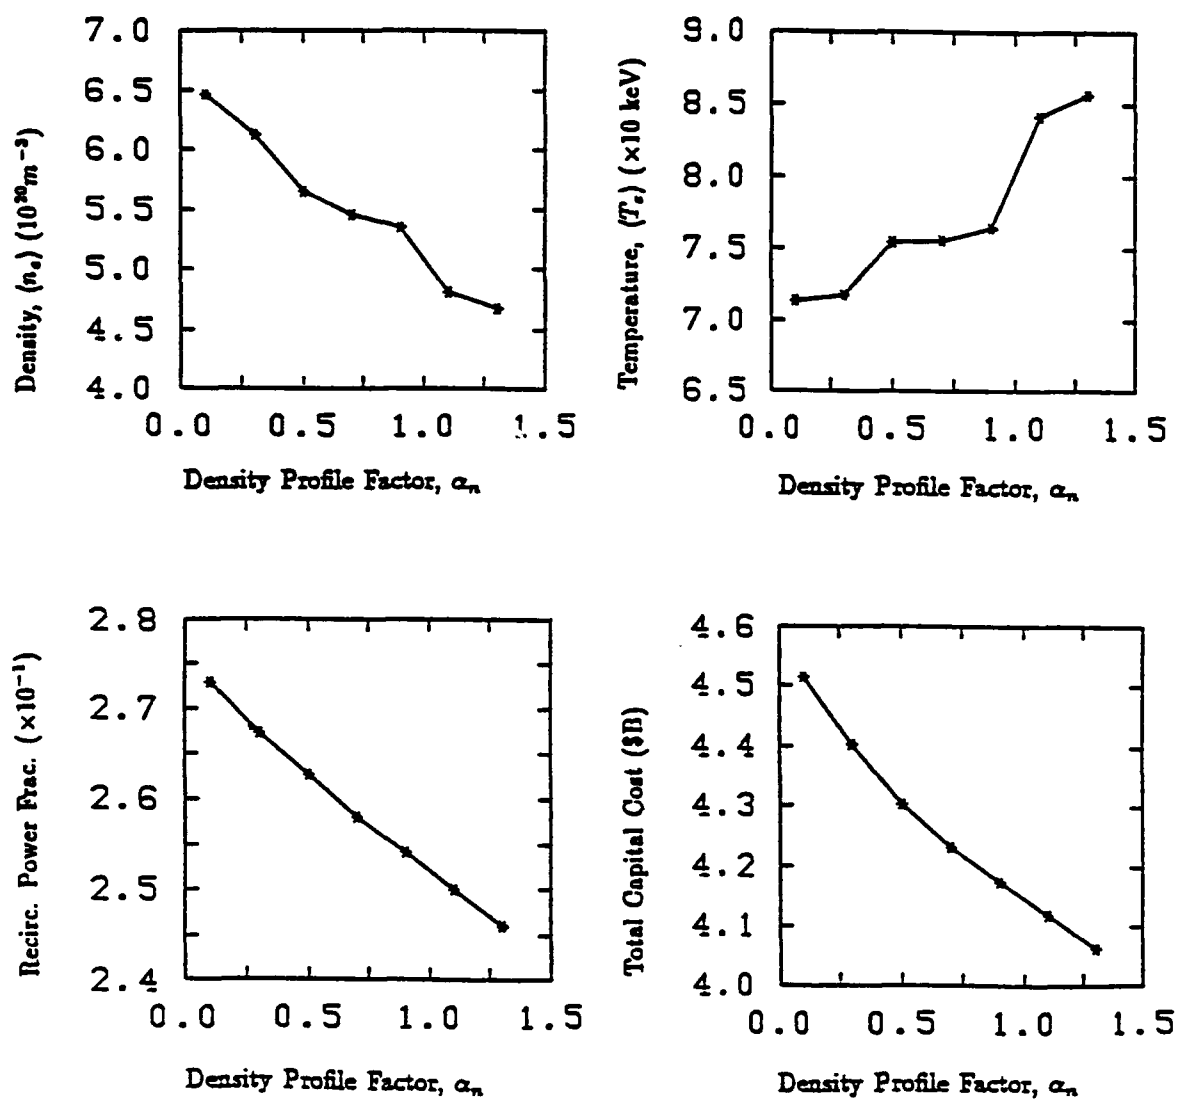 7.0
6.5
6.0
5.5
5.0
4.5
4.0
0.0 0.5 1.0 1.5
Density, ⟨nₑ⟩ (10²⁰m⁻³)
Density Profile Factor, αₙ
9.0
8.5
8.0
7.5
7.0
6.5
0.0 0.5 1.0 1.5
Temperature, ⟨Tₑ⟩ (×10 keV)
Density Profile Factor, αₙ
2.8
2.7
2.6
2.5
2.4
0.0 0.5 1.0 1.5
Recirc. Power Frac. (×10⁻¹)
Density Profile Factor, αₙ
4.6
4.5
4.4
4.3
4.2
4.1
4.0
0.0 0.5 1.0 1.5
Total Capital Cost ($B)
Density Profile Factor, αₙ